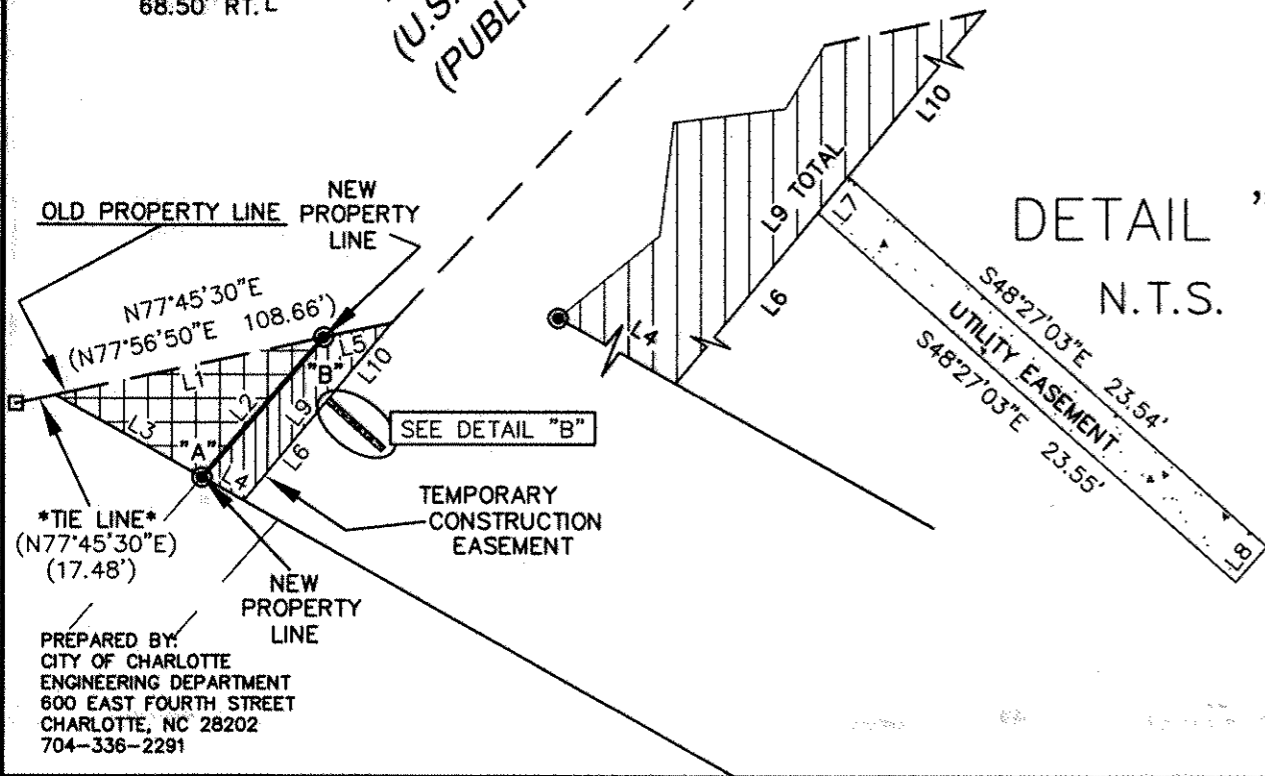 68.50' RT.
(U.S.
(PUBLI
OLD PROPERTY LINE
NEW
PROPERTY
LINE
N77°45'30"E
(N77°56'50"E 108.66')
L1
L2
L3
L4
L5
L6
L9
L10
"A"
"B"
SEE DETAIL "B"
*TIE LINE*
(N77°45'30"E)
(17.48')
TEMPORARY
CONSTRUCTION
EASEMENT
NEW
PROPERTY
LINE
PREPARED BY:
CITY OF CHARLOTTE
ENGINEERING DEPARTMENT
600 EAST FOURTH STREET
CHARLOTTE, NC 28202
704-336-2291
L10
L9 TOTAL
L7
L6
L4
DETAIL "
N.T.S.
S48°27'03"E 23.54'
UTILITY EASEMENT
S48°27'03"E 23.55'
L8